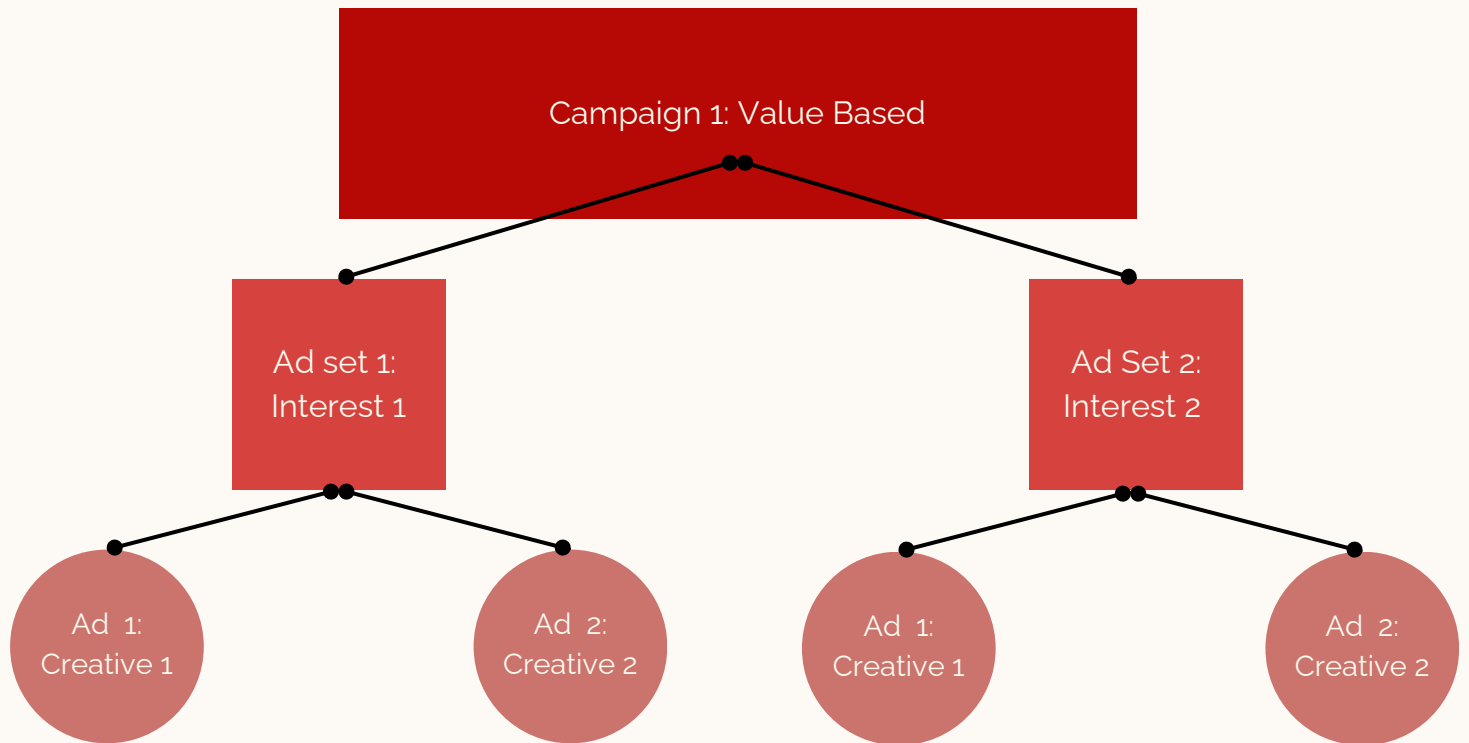 Campaign 1: Value Based
Ad set 1:
Interest 1
Ad Set 2:
Interest 2
Ad 1:
Creative 1
Ad 2:
Creative 2
Ad 1:
Creative 1
Ad 2:
Creative 2